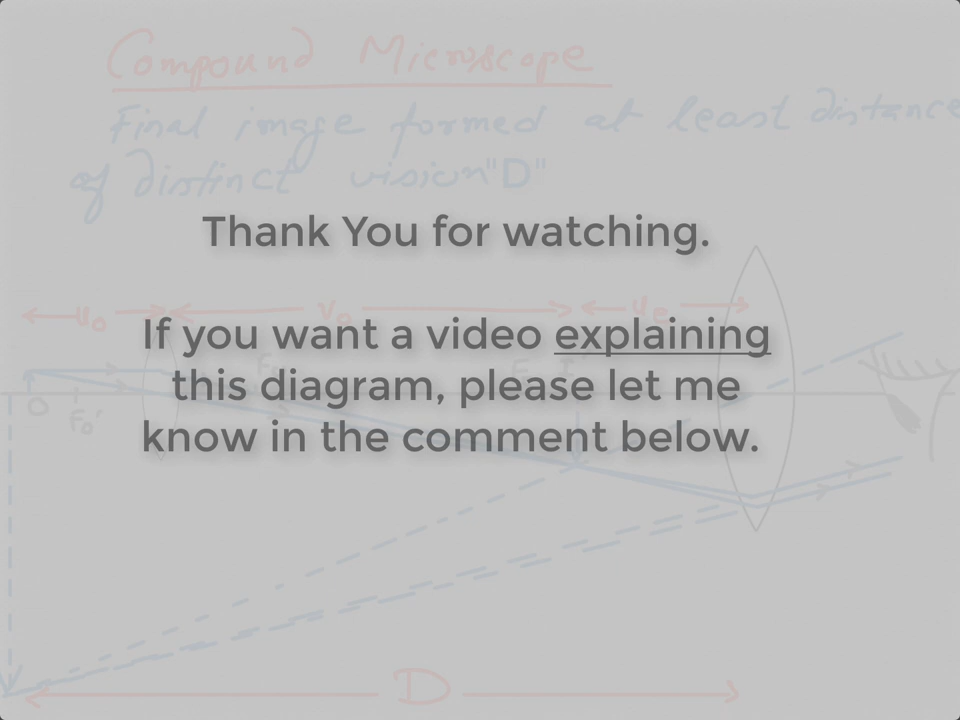 Compound Microscope
Final image formed at least distance
of distinct vision "D"
Thank You for watching.
u₀ v₀ uₑ
If you want a video explaining
this diagram, please let me
know in the comment below.
O F₀'
D